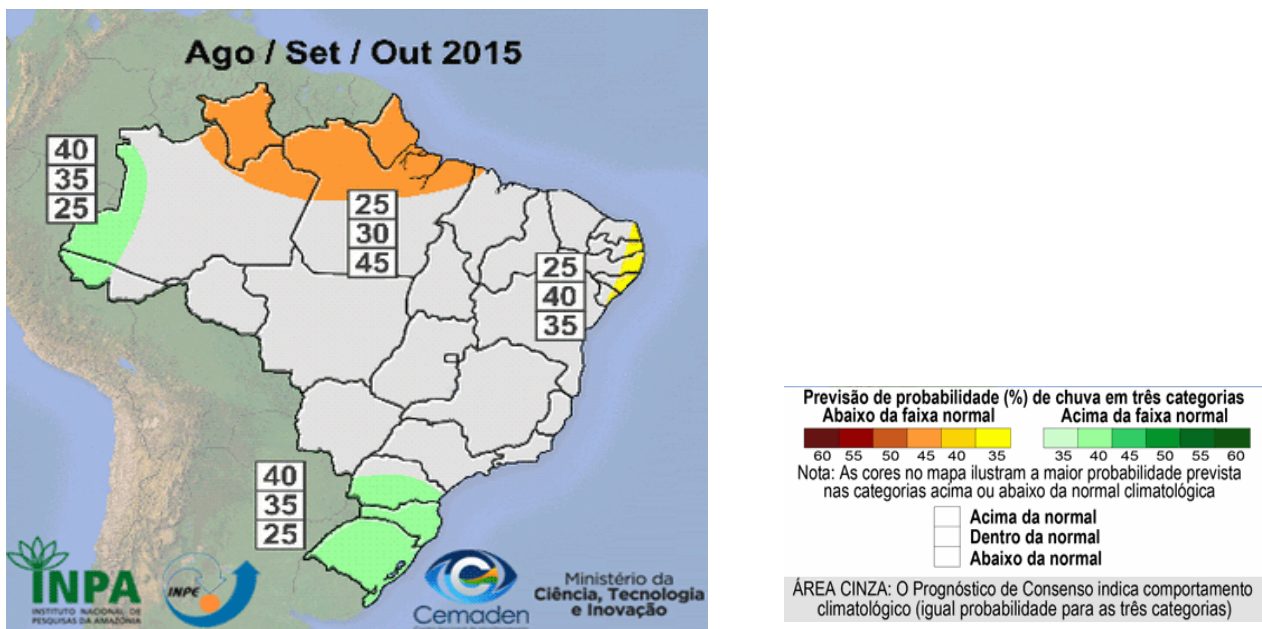 Ago / Set / Out 2015
40
35
25
25
30
45
25
40
35
40
35
25
INPA
INSTITUTO NACIONAL DE
PESQUISAS DA AMAZÔNIA
INPE
Cemaden
Ministério da
Ciência, Tecnologia
e Inovação
Previsão de probabilidade (%) de chuva em três categorias
Abaixo da faixa normal Acima da faixa normal
60 55 50 45 40 35 35 40 45 50 55 60
Nota: As cores no mapa ilustram a maior probabilidade prevista
nas categorias acima ou abaixo da normal climatológica
Acima da normal
Dentro da normal
Abaixo da normal
ÁREA CINZA: O Prognóstico de Consenso indica comportamento
climatológico (igual probabilidade para as três categorias)